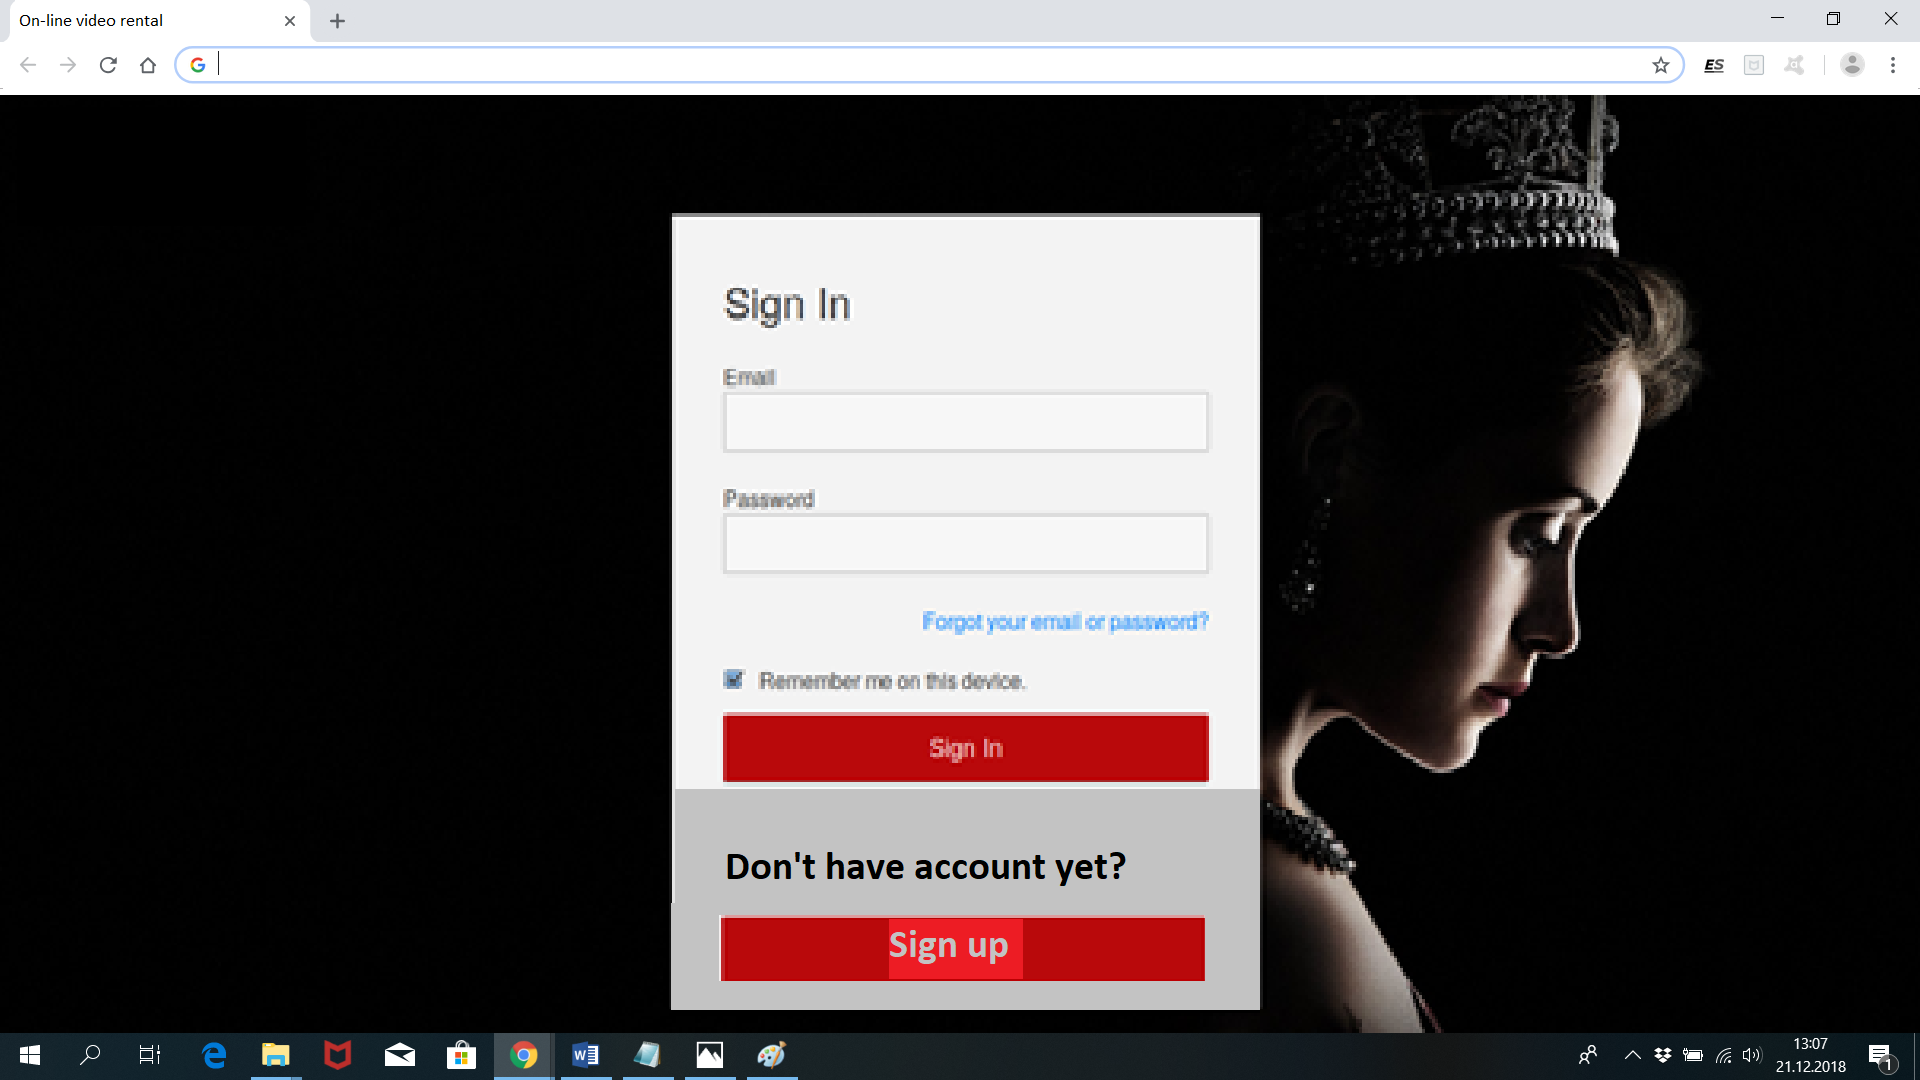 On-line video rental
ES
Sign In
Email
Password
Forgot your email or password?
Remember me on this device.
Sign In
Don't have account yet?
Sign up
13:07
21.12.2018
1